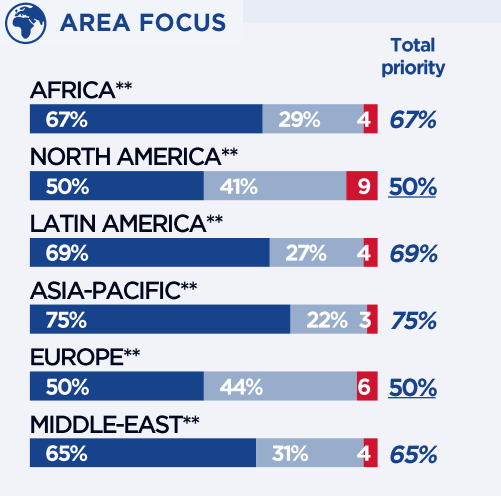 AREA FOCUS
Total
priority
AFRICA**
67% 29% 4 67%
NORTH AMERICA**
50% 41% 9 50%
LATIN AMERICA**
69% 27% 4 69%
ASIA-PACIFIC**
75% 22% 3 75%
EUROPE**
50% 44% 6 50%
MIDDLE-EAST**
65% 31% 4 65%